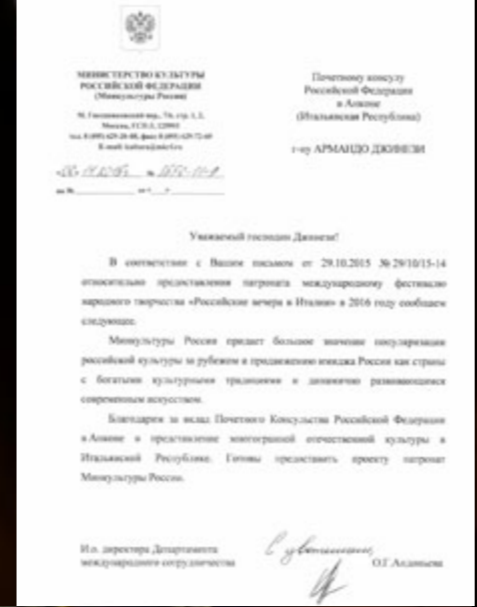 МИНИСТЕРСТВО КУЛЬТУРЫ
РОССИЙСКОЙ ФЕДЕРАЦИИ
(Минкультуры России)
Почетному консулу
Российской Федерации
в Анконе
(Итальянская Республика)
г-ну АРМАНДО ДЖИНЕЗИ
Уважаемый господин Джинези!
В соответствии с Вашим письмом от 29.10.2015 № 29/10/15-14
относительно предоставления патроната международному фестивалю
народного творчества «Российские вечера в Италии» в 2016 году сообщаем
следующее.
Минкультуры России придает большое значение популяризации
российской культуры за рубежом и продвижению имиджа России как страны
с богатыми культурными традициями и динамично развивающимся
современным искусством.
Благодарим за вклад Почетного Консульства Российской Федерации
в Анконе в представление многогранной отечественной культуры в
Итальянской Республике. Готовы предоставить проекту патронат
Минкультуры России.
С уважением,
И.о. директора Департамента
международного сотрудничества